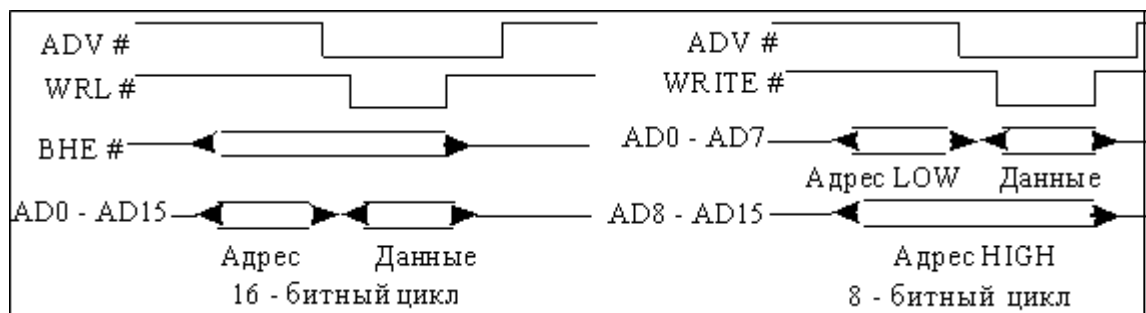 ADV #
WRL #
BHE #
AD0 - AD15
Адрес Данные
16 - битный цикл
ADV #
WRITE #
AD0 - AD7
Адрес LOW Данные
AD8 - AD15
Адрес HIGH
8 - битный цикл